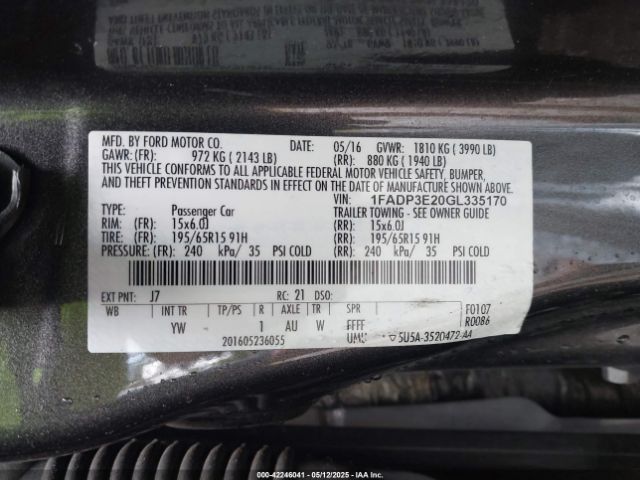 MFD. BY FORD MOTOR CO. DATE: 05/16 GVWR: 1810 KG ( 3990 LB)
GAWR: (FR): 972 KG ( 2143 LB) (RR): 880 KG ( 1940 LB)
THIS VEHICLE CONFORMS TO ALL APPLICABLE FEDERAL MOTOR VEHICLE SAFETY, BUMPER,
AND THEFT PREVENTION STANDARDS IN EFFECT ON THE DATE OF MANUFACTURE SHOWN ABOVE.
VIN: 1FADP3E20GL335170
TYPE: Passenger Car TRAILER TOWING - SEE OWNER GUIDE
RIM: (FR): 15x6.0J (RR): 15x6.0J
TIRE: (FR): 195/65R15 91H (RR): 195/65R15 91H
PRESSURE: (FR): 240 kPa/ 35 PSI COLD (RR): 240 kPa/ 35 PSI COLD
EXT PNT: J7 RC: 21 DSO:
WB INT TR TP/PS R AXLE TR SPR F0107
YW 1 AU W FFFF R0086
201605236055 5U5A-3520472-AA
000-42246041 - 05/12/2025 - IAA Holdings, LLC